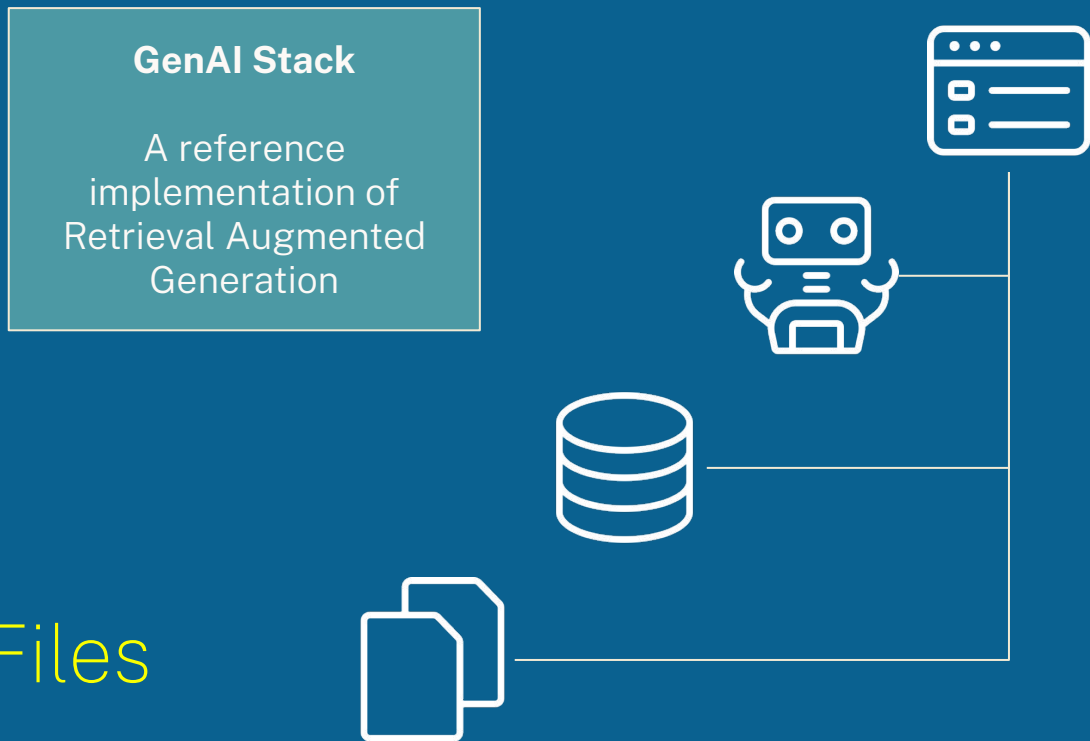 GenAI Stack
A reference
implementation of
Retrieval Augmented
Generation
Files